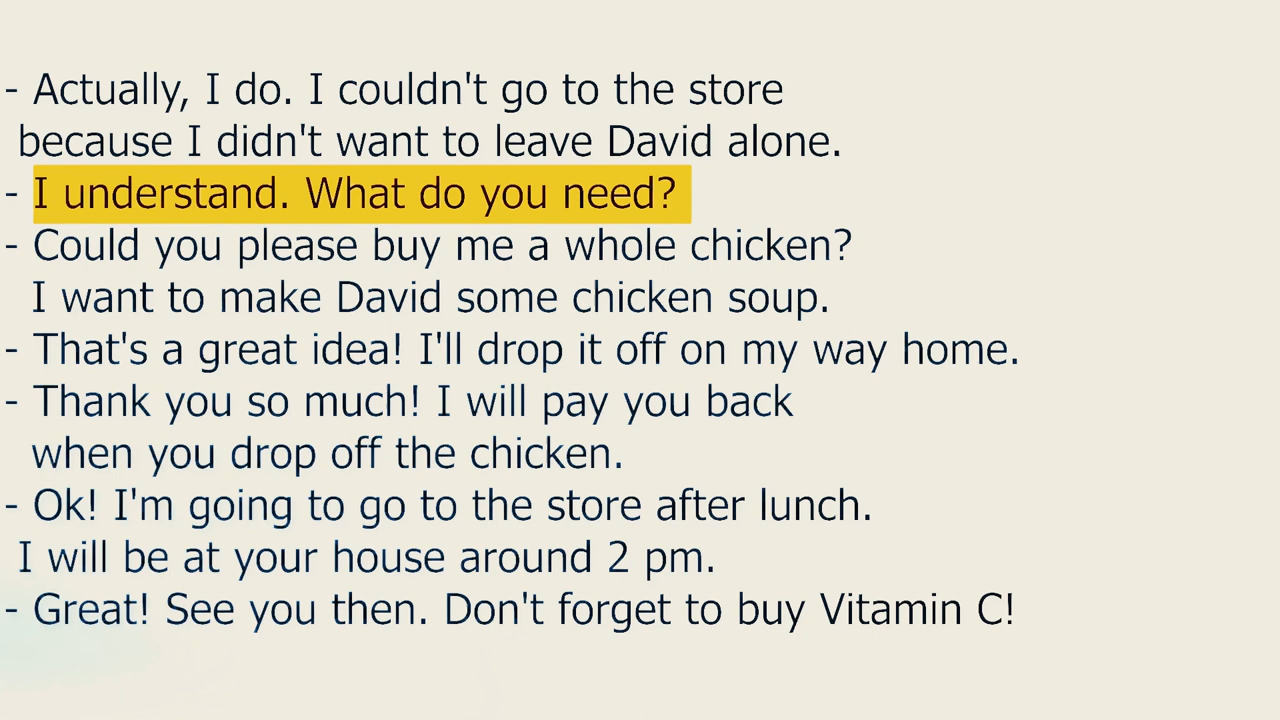 - Actually, I do. I couldn't go to the store
because I didn't want to leave David alone.
- I understand. What do you need?
- Could you please buy me a whole chicken?
I want to make David some chicken soup.
- That's a great idea! I'll drop it off on my way home.
- Thank you so much! I will pay you back
when you drop off the chicken.
- Ok! I'm going to go to the store after lunch.
I will be at your house around 2 pm.
- Great! See you then. Don't forget to buy Vitamin C!